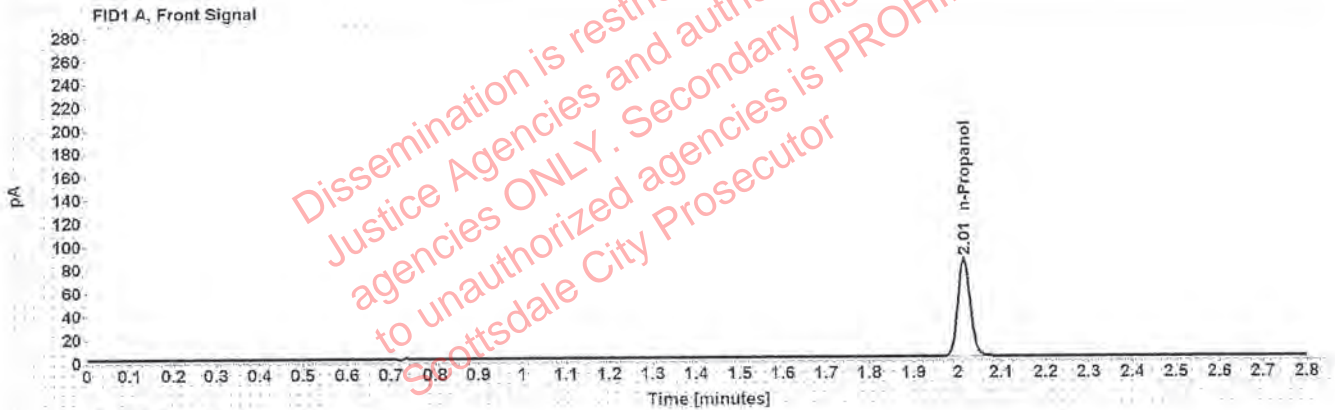 FID1 A, Front Signal
280
260
240
220
200
180
160
140
120
100
80
60
40
20
0
pA
2.01 n-Propanol
0 0.1 0.2 0.3 0.4 0.5 0.6 0.7 0.8 0.9 1 1.1 1.2 1.3 1.4 1.5 1.6 1.7 1.8 1.9 2 2.1 2.2 2.3 2.4 2.5 2.6 2.7 2.8
Time [minutes]
Dissemination is
Justice Agencies and
agencies ONLY. Secondary
to unauthorized agencies is
Scottsdale City Prosecutor